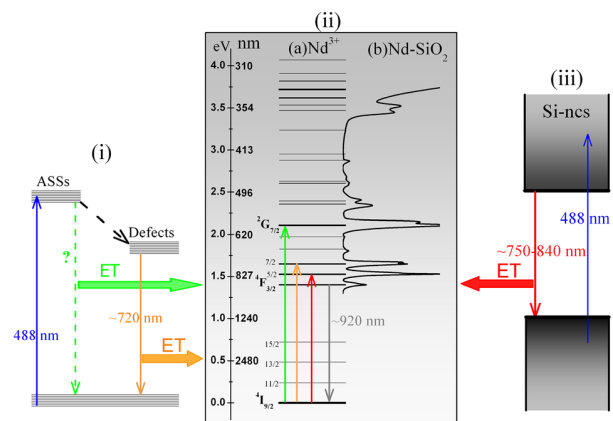 (ii)
eV nm (a)Nd³⁺ (b)Nd-SiO₂
4.0 310
3.5 354
3.0 413
2.5 496
2.0 620
1.5 827
1.0 1240
0.5 2480
0.0
²G₇/₂
7/2
5/2
⁴F₃/₂
~920 nm
15/2
13/2
11/2
⁴I₉/₂
(i)
ASSs
Defects
?
ET
488 nm
~720 nm
ET
(iii)
Si-ncs
488 nm
~750-840 nm
ET